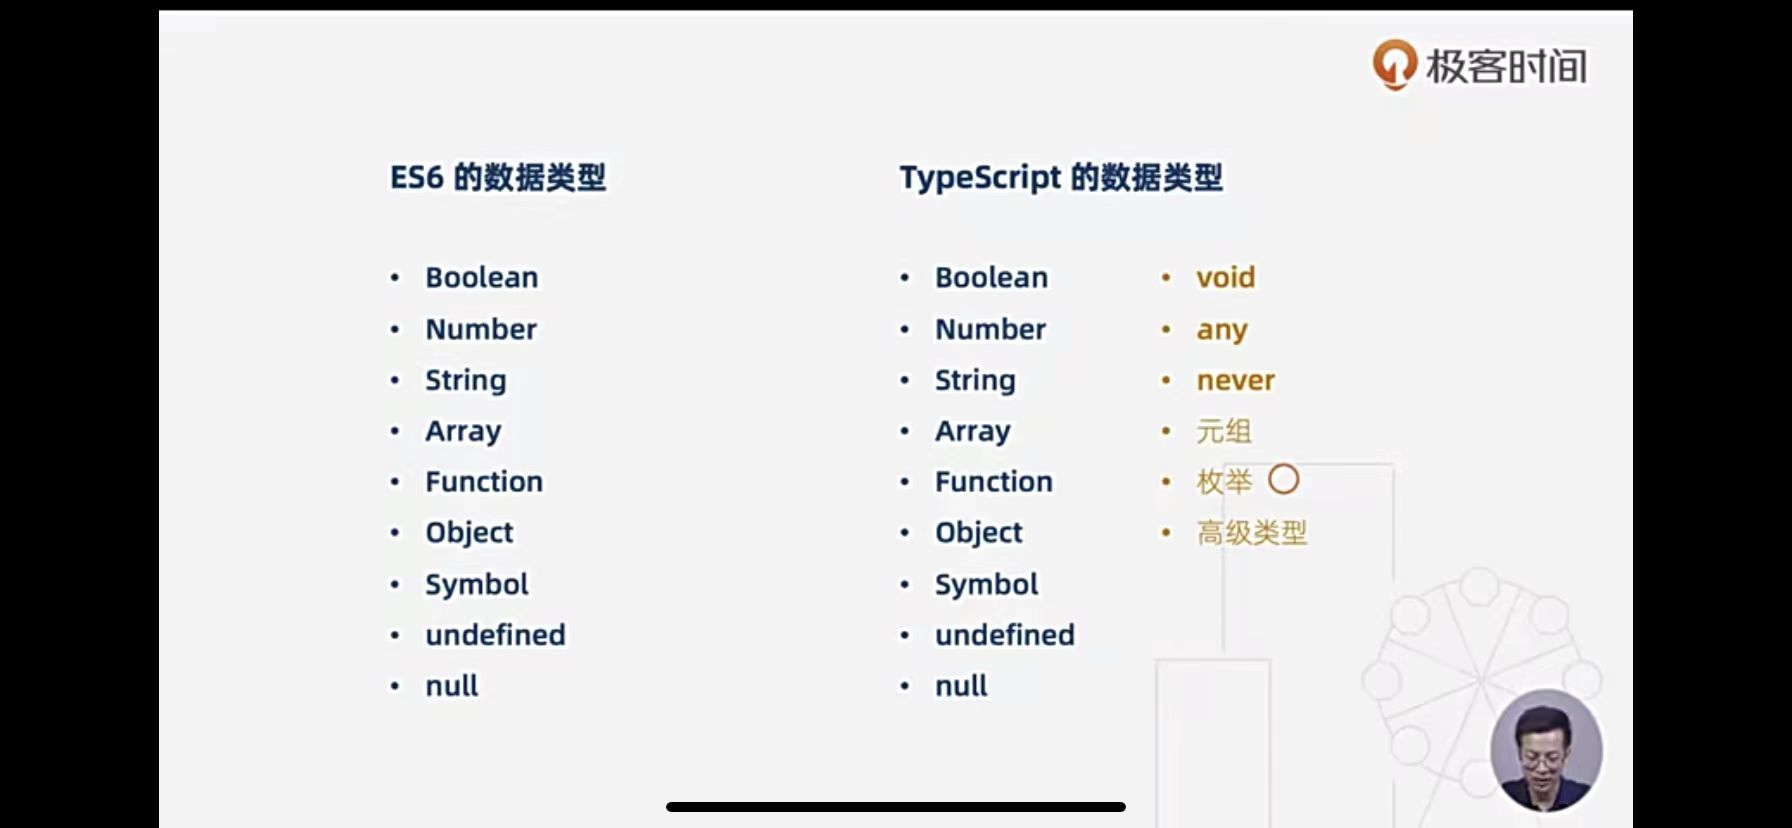 极客时间
ES6 的数据类型
• Boolean
• Number
• String
• Array
• Function
• Object
• Symbol
• undefined
• null
TypeScript 的数据类型
• Boolean
• Number
• String
• Array
• Function
• Object
• Symbol
• undefined
• null
• void
• any
• never
• 元组
• 枚举
• 高级类型